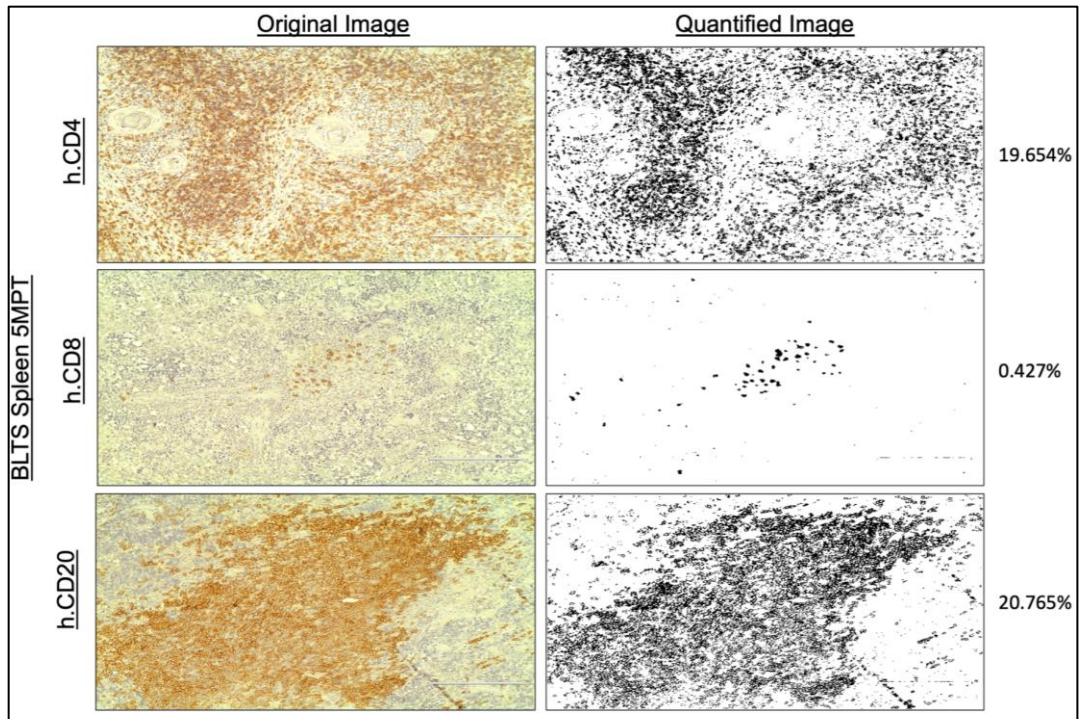 Original Image
Quantified Image
BLTS Spleen 5MPT
h.CD4
19.654%
h.CD8
0.427%
h.CD20
20.765%